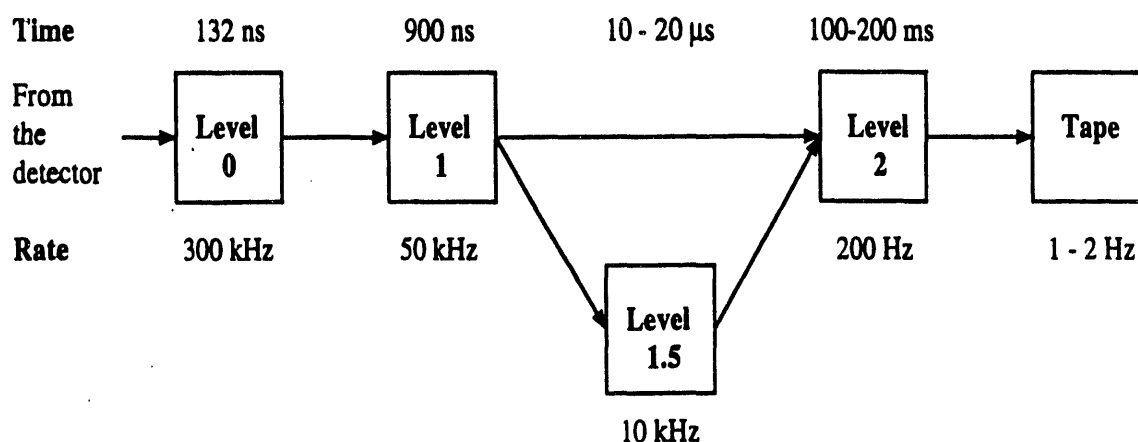 Time 132 ns 900 ns 10 - 20 μs 100-200 ms
From
the
detector
Level
0
Level
1
Level
2
Tape
Rate 300 kHz 50 kHz 200 Hz 1 - 2 Hz
Level
1.5
10 kHz